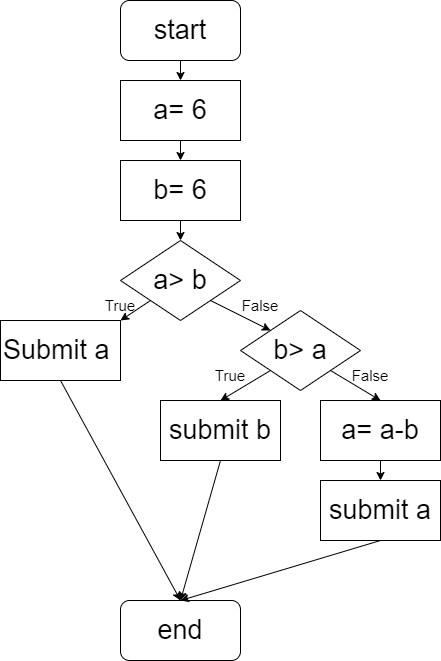 start
a= 6
b= 6
a> b
True
False
Submit a
b> a
True
False
submit b
a= a-b
submit a
end